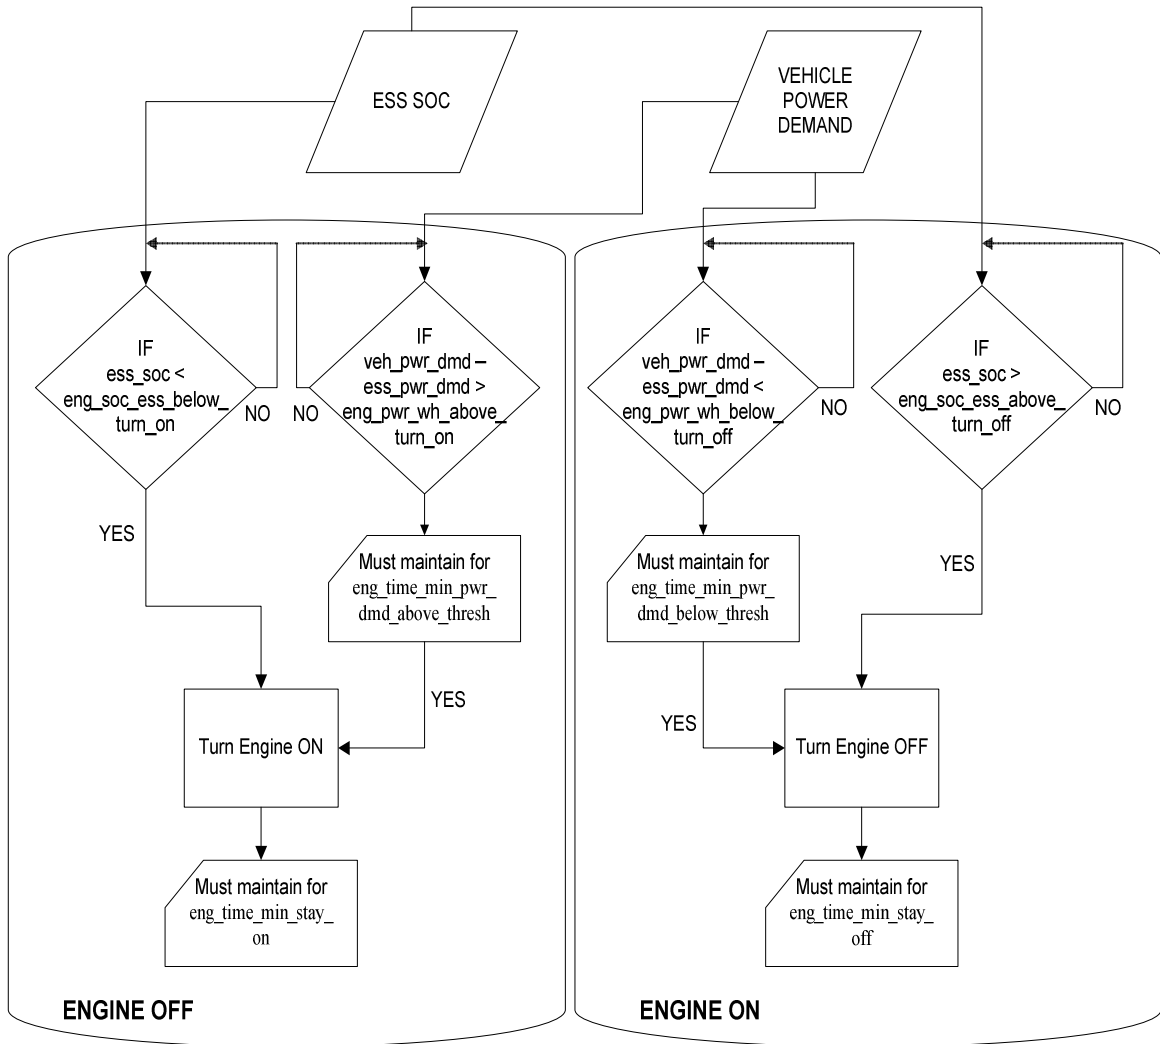 ESS SOC
VEHICLE
POWER
DEMAND
IF
ess_soc <
eng_soc_ess_below_
turn_on
NO
YES
IF
veh_pwr_dmd –
ess_pwr_dmd >
eng_pwr_wh_above_
turn_on
NO
Must maintain for
eng_time_min_pwr_
dmd_above_thresh
YES
Turn Engine ON
Must maintain for
eng_time_min_stay_
on
ENGINE OFF
IF
veh_pwr_dmd –
ess_pwr_dmd <
eng_pwr_wh_below_
turn_off
NO
Must maintain for
eng_time_min_pwr_
dmd_below_thresh
YES
IF
ess_soc >
eng_soc_ess_above_
turn_off
NO
YES
Turn Engine OFF
Must maintain for
eng_time_min_stay_
off
ENGINE ON